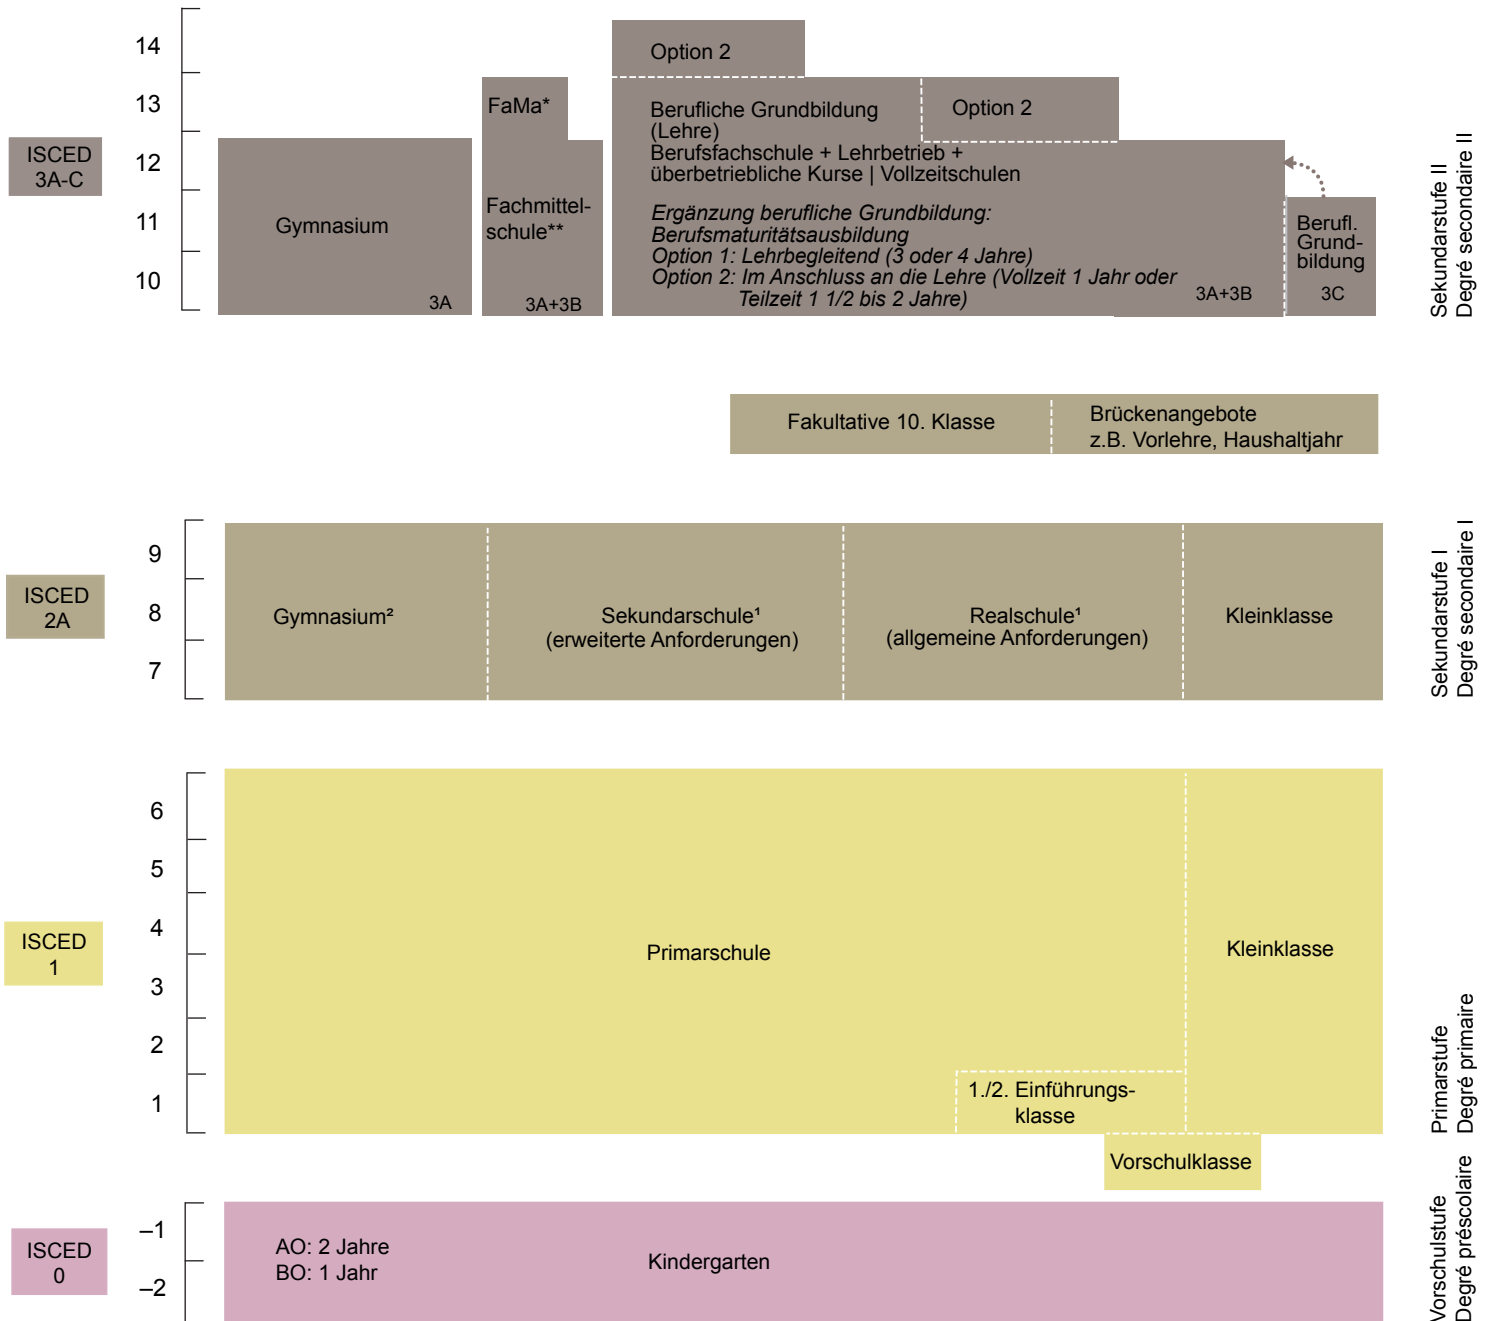 14
13
12
11
10
ISCED
3A-C
Option 2
FaMa*
Berufliche Grundbildung
(Lehre)
Berufsfachschule + Lehrbetrieb +
überbetriebliche Kurse | Vollzeitschulen
Option 2
Gymnasium
3A
Fachmittel-
schule**
3A+3B
Ergänzung berufliche Grundbildung:
Berufsmaturitätsausbildung
Option 1: Lehrbegleitend (3 oder 4 Jahre)
Option 2: Im Anschluss an die Lehre (Vollzeit 1 Jahr oder
Teilzeit 1 1/2 bis 2 Jahre)
3A+3B
Berufl.
Grund-
bildung
3C
Sekundarstufe II
Degré secondaire II
Fakultative 10. Klasse
Brückenangebote
z.B. Vorlehre, Haushaltjahr
9
8
7
ISCED
2A
Gymnasium²
Sekundarschule¹
(erweiterte Anforderungen)
Realschule¹
(allgemeine Anforderungen)
Kleinklasse
Sekundarstufe I
Degré secondaire I
6
5
4
3
2
1
ISCED
1
Primarschule
Kleinklasse
1./2. Einführungs-
klasse
Vorschulklasse
Primarstufe
Degré primaire
–1
–2
ISCED
0
AO: 2 Jahre
BO: 1 Jahr
Kindergarten
Vorschulstufe
Degré préscolaire